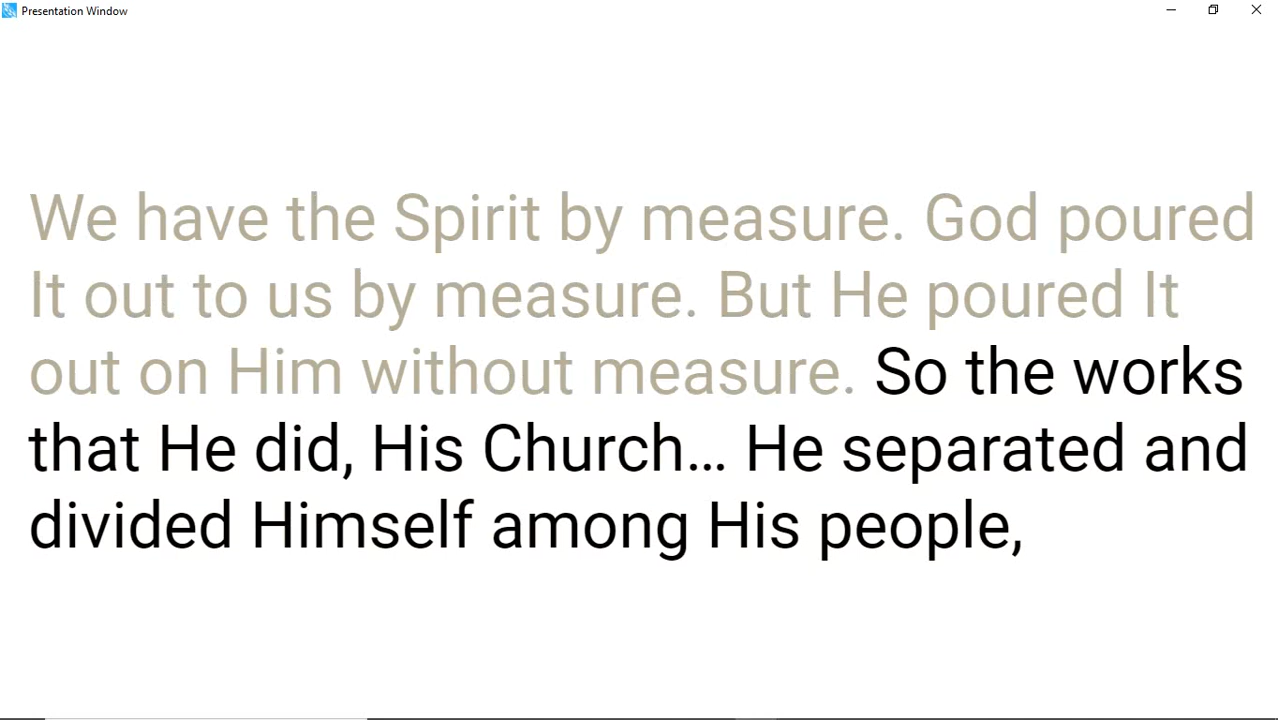 Presentation Window
We have the Spirit by measure. God poured
It out to us by measure. But He poured It
out on Him without measure. So the works
that He did, His Church... He separated and
divided Himself among His people,